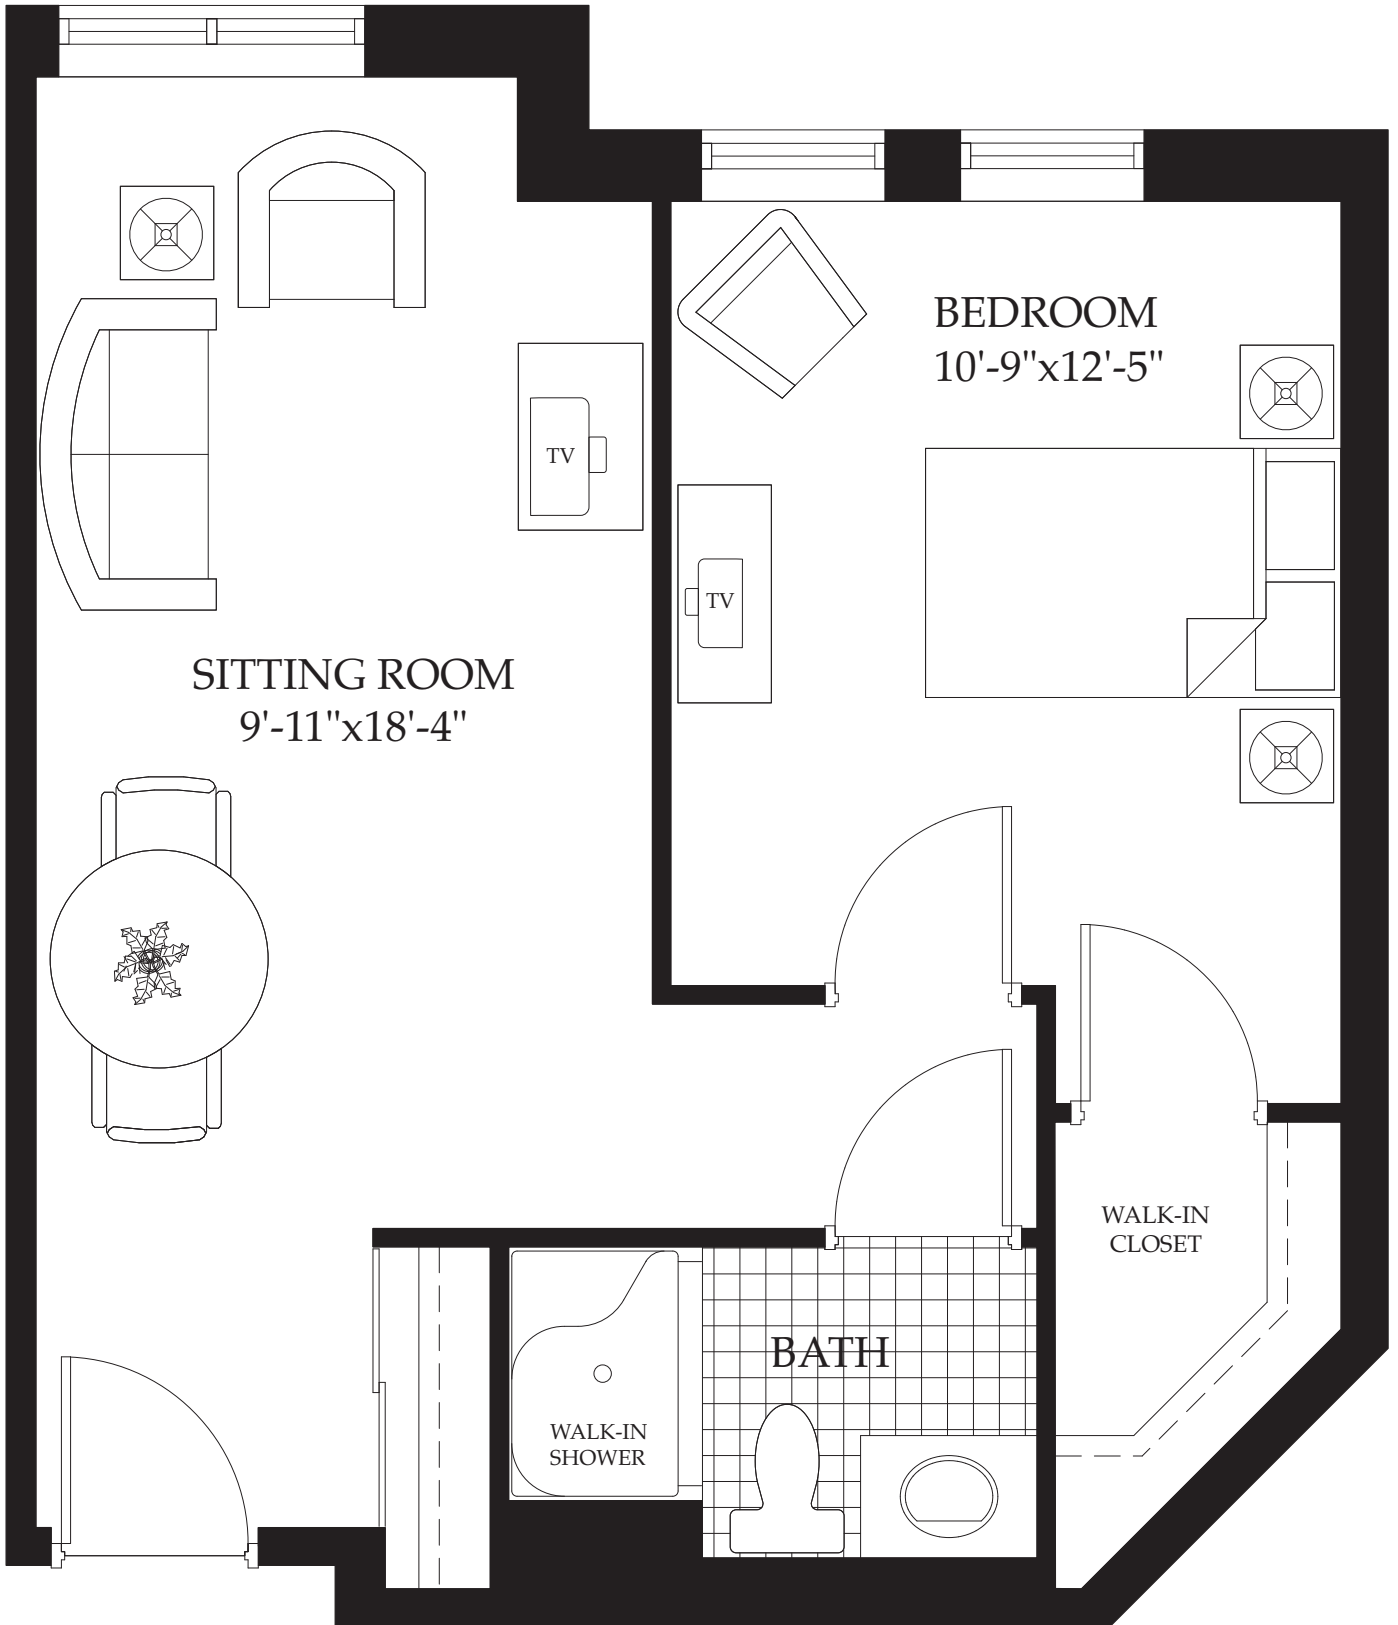 BEDROOM
10'-9"x12'-5"
TV
TV
SITTING ROOM
9'-11"x18'-4"
WALK-IN
CLOSET
BATH
WALK-IN
SHOWER